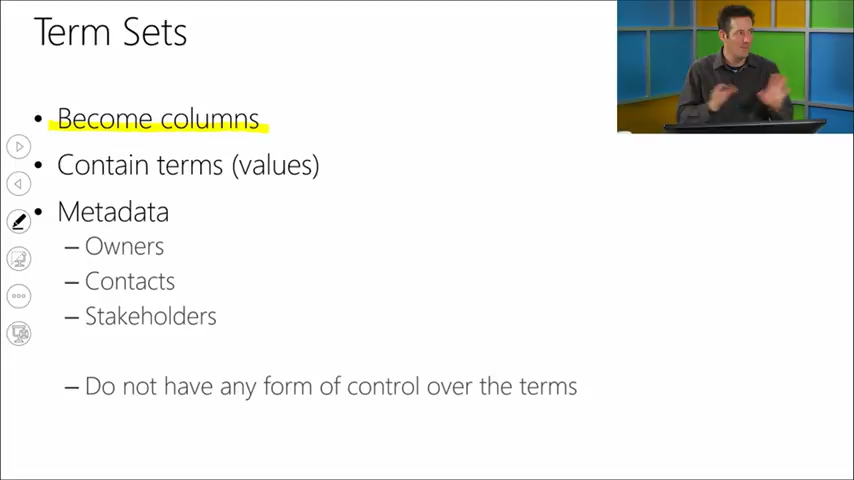 Term Sets
• Become columns
• Contain terms (values)
• Metadata
– Owners
– Contacts
– Stakeholders
– Do not have any form of control over the terms